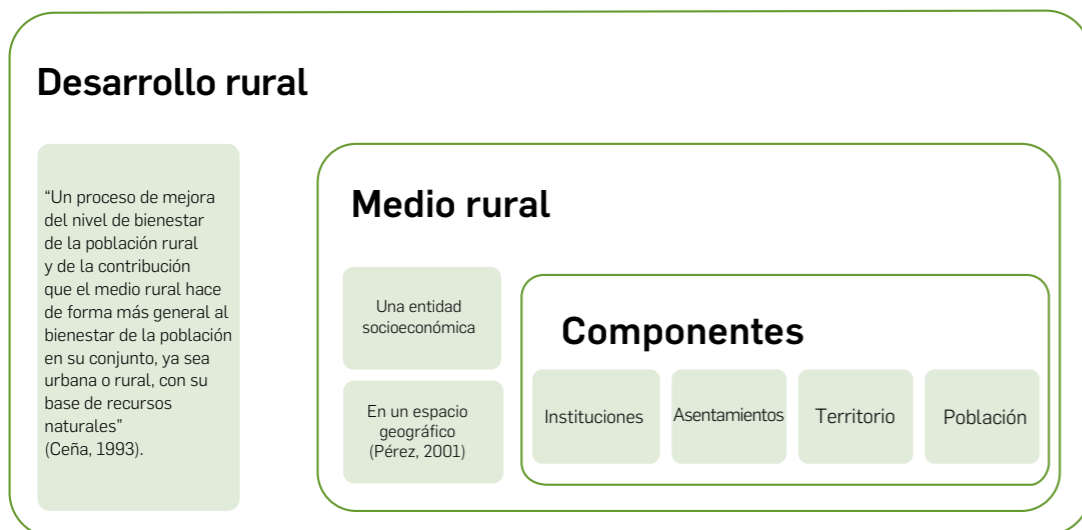 Desarrollo rural
“Un proceso de mejora
del nivel de bienestar
de la población rural
y de la contribución
que el medio rural hace
de forma más general al
bienestar de la población
en su conjunto, ya sea
urbana o rural, con su
base de recursos
naturales”
(Ceña, 1993).
Medio rural
Una entidad
socioeconómica
En un espacio
geográfico
(Pérez, 2001)
Componentes
Instituciones
Asentamientos
Territorio
Población